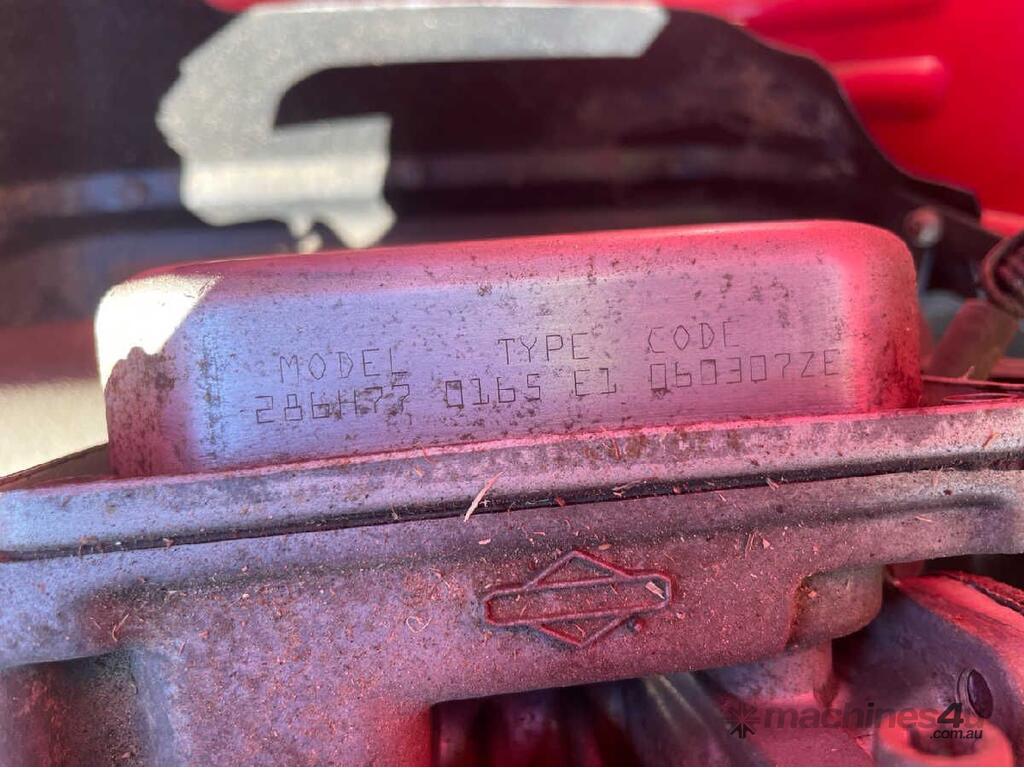 MODEL TYPE CODE
286H77 0165 E1 060307ZE
machines4u
.com.au